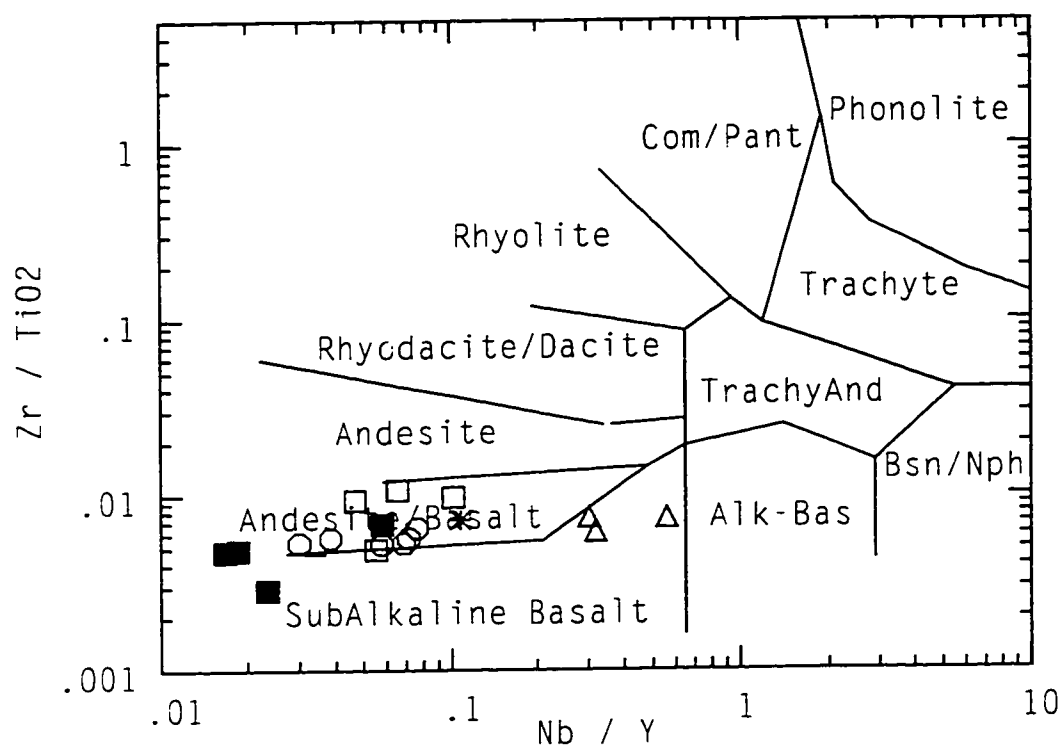 Phonolite
Com/Pant
1
Rhyolite
Trachyte
Zr / TiO2
.1
Rhyodacite/Dacite
TrachyAnd
Andesite
Bsn/Nph
.01
Andesite/Basalt
Alk-Bas
SubAlkaline Basalt
.001
.01
.1
1
10
Nb / Y